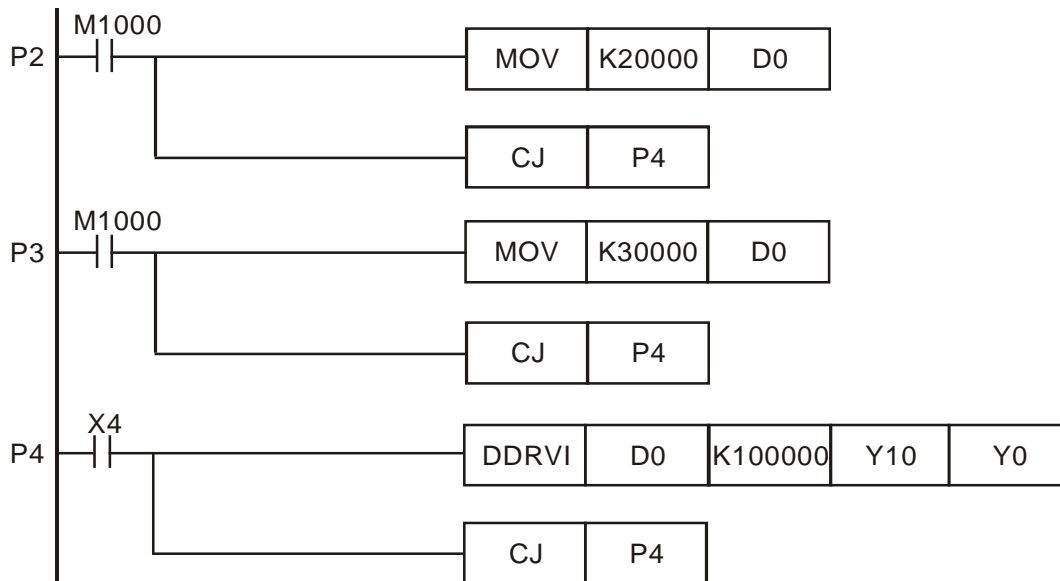 M1000
P2 MOV K20000 D0
CJ P4
M1000
P3 MOV K30000 D0
CJ P4
X4
P4 DDRVI D0 K100000 Y10 Y0
CJ P4